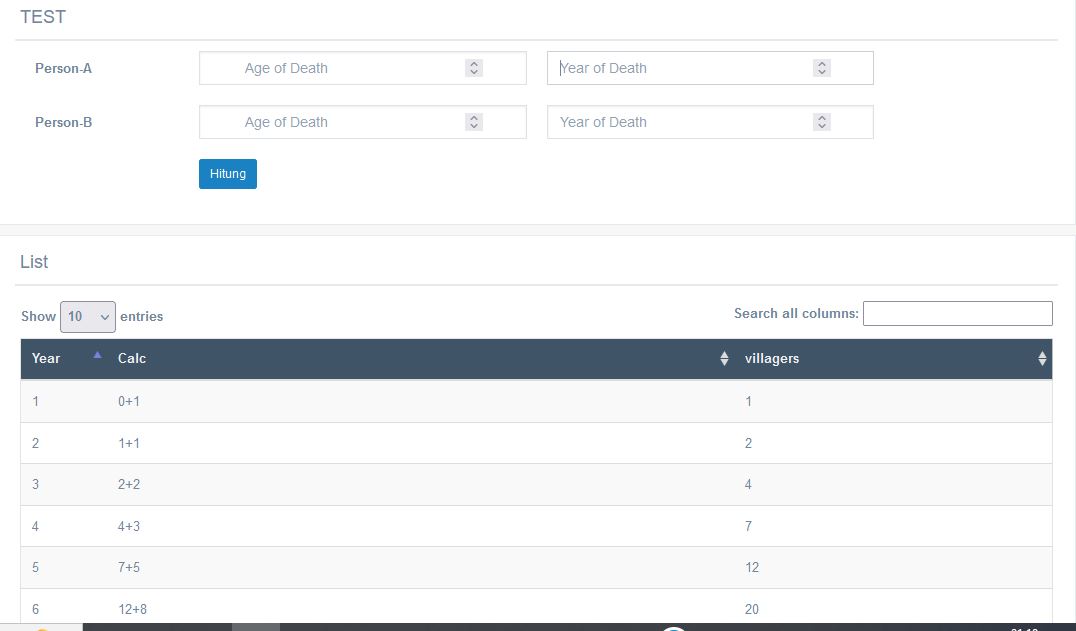 TEST
Person-A Age of Death Year of Death
Person-B Age of Death Year of Death
Hitung
List
Show 10 entries Search all columns:
Year Calc villagers
1 0+1 1
2 1+1 2
3 2+2 4
4 4+3 7
5 7+5 12
6 12+8 20